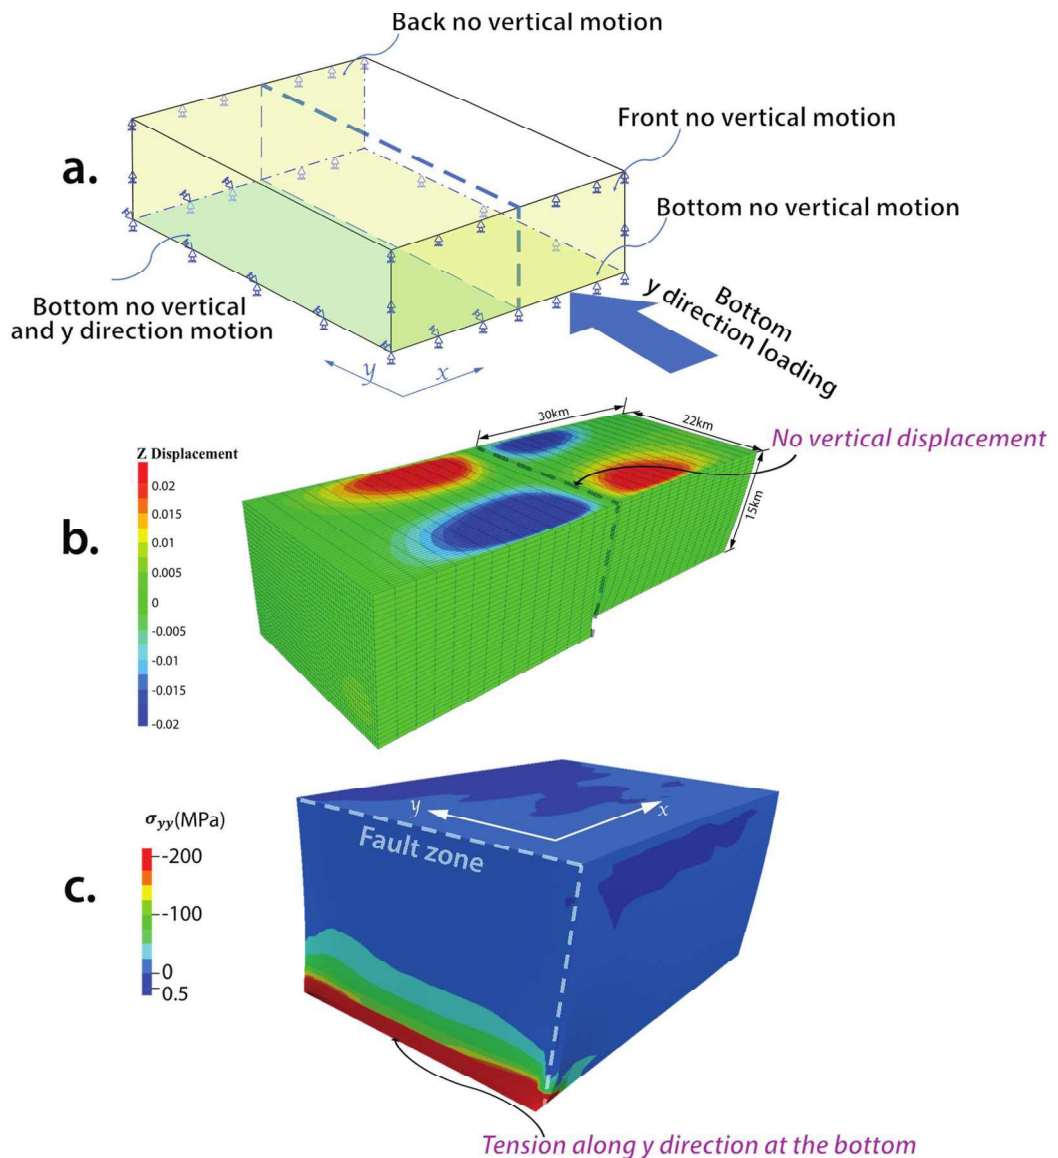 Back no vertical motion
Front no vertical motion
a.
Bottom no vertical motion
Bottom no vertical
and y direction motion
Bottom
y direction loading
y
x
30km
22km
No vertical displacement
Z Displacement
0.02
0.015
0.01
0.005
0
-0.005
-0.01
-0.015
-0.02
15km
b.
σyy(MPa)
-200
-100
0
0.5
c.
y
x
Fault zone
Tension along y direction at the bottom